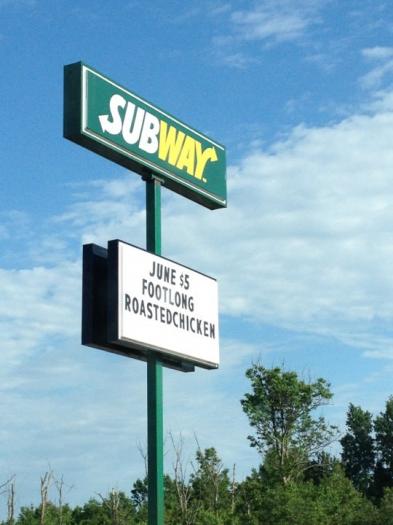 SUBWAY
JUNE $5
FOOTLONG
ROASTEDCHICKEN